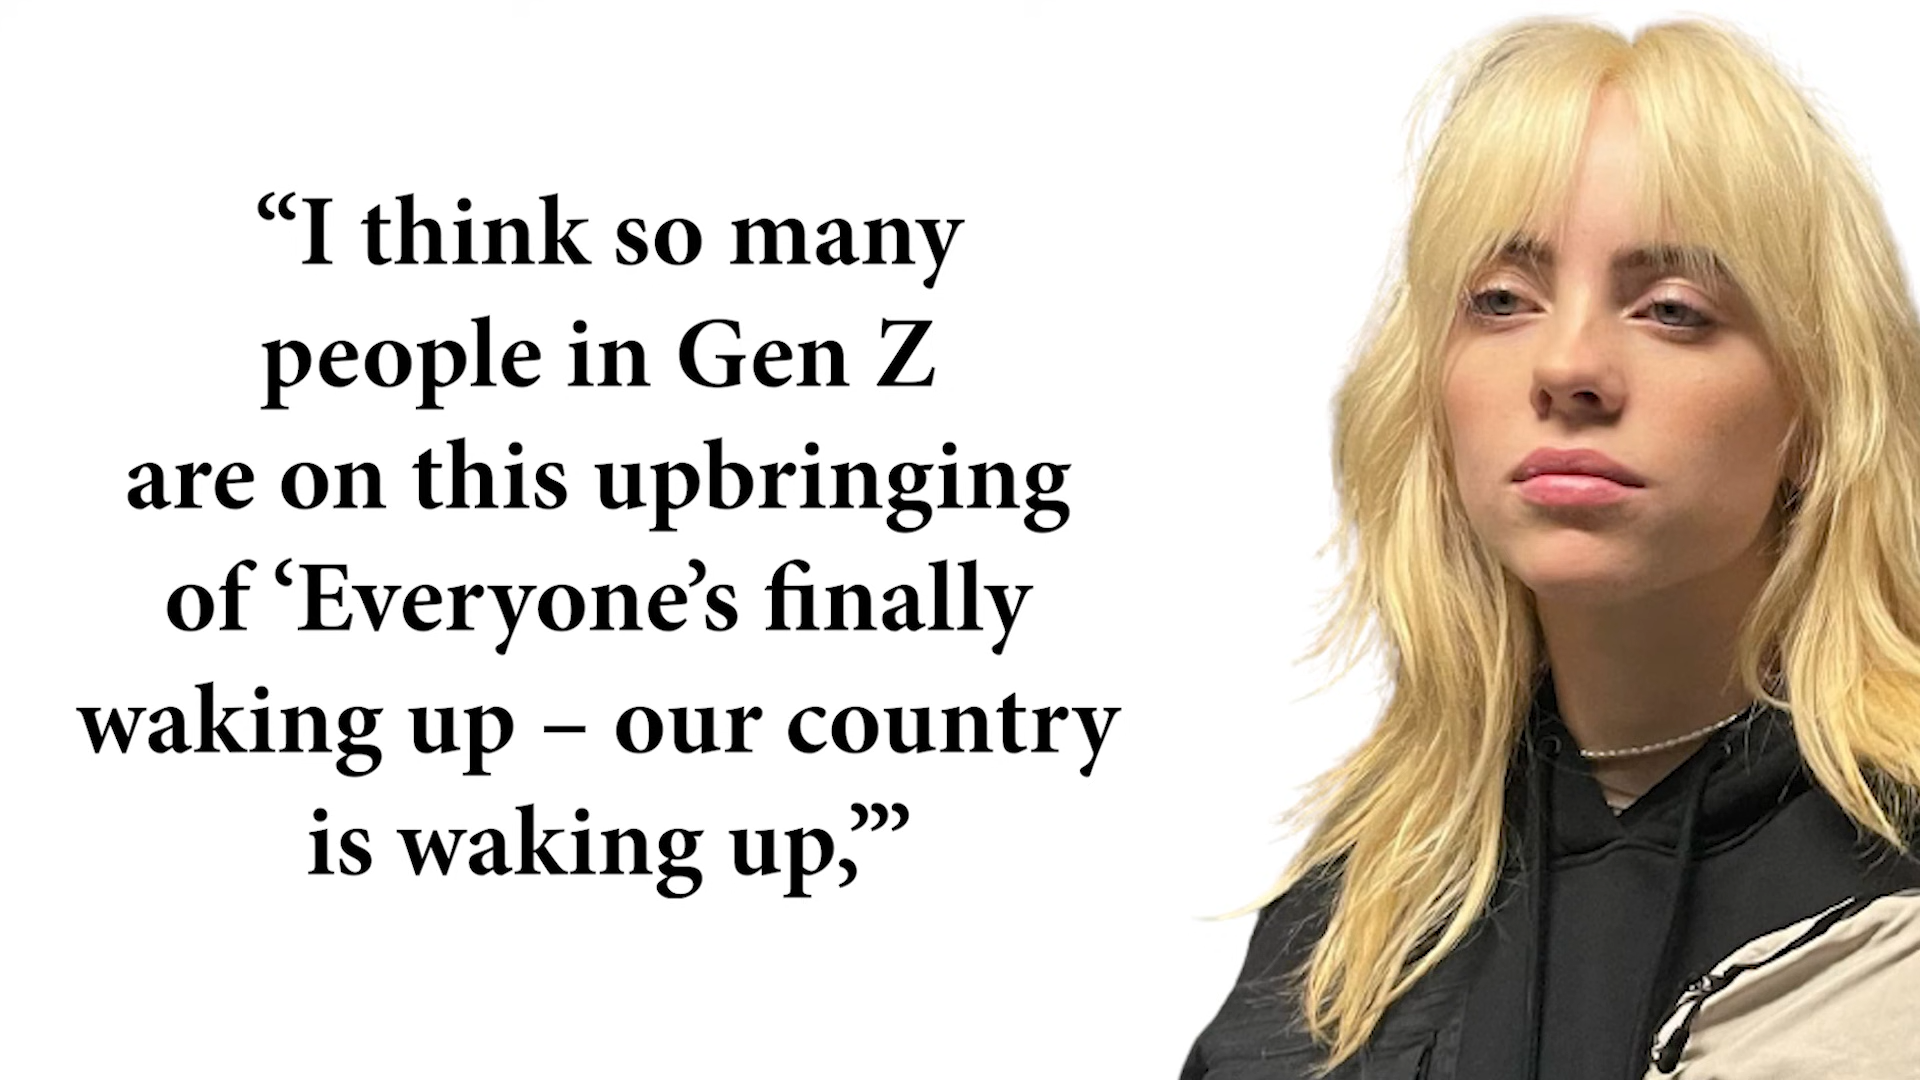 “I think so many
people in Gen Z
are on this upbringing
of ‘Everyone’s finally
waking up – our country
is waking up,’”